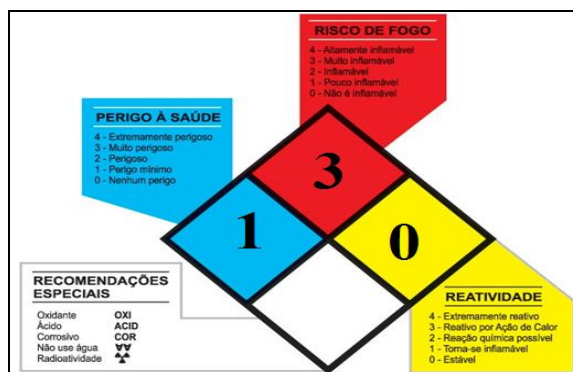 RISCO DE FOGO
4 - Altamente inflamável
3 - Muito inflamável
2 - Inflamável
1 - Pouco inflamável
0 - Não é inflamável
PERIGO À SAÚDE
4 - Extremamente perigoso
3 - Muito perigoso
2 - Perigoso
1 - Perigo mínimo
0 - Nenhum perigo
3
1
0
RECOMENDAÇÕES
ESPECIAIS
Oxidante OXI
Ácido ACID
Corrosivo COR
Não use água
Radioatividade
REATIVIDADE
4 - Extremamente reativo
3 - Reativo por Ação de Calor
2 - Reação química possível
1 - Torna-se inflamável
0 - Estável